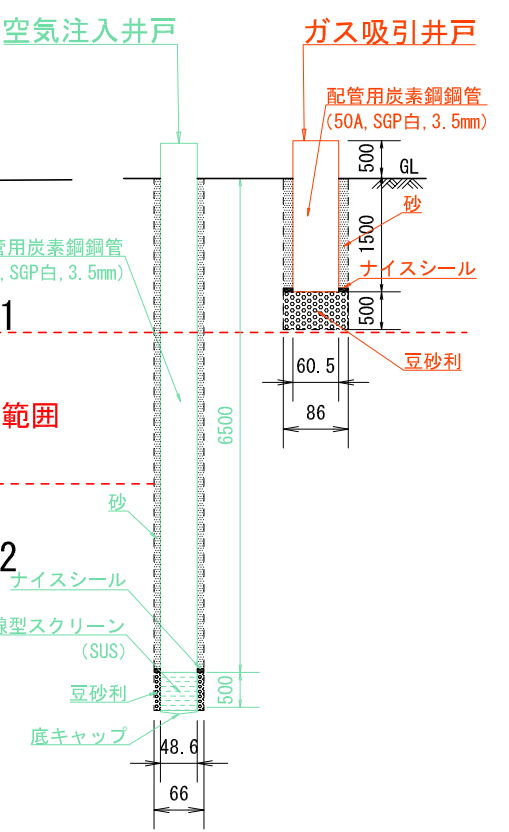 空気注入井戸
ガス吸引井戸
配管用炭素鋼鋼管
(50A, SGP白, 3.5mm)
500
GL
砂
1500
管用炭素鋼鋼管
, SGP白, 3.5mm)
ナイスシール
1
500
豆砂利
60.5
86
範囲
6500
砂
2
ナイスシール
線型スクリーン
(SUS)
豆砂利
500
底キャップ
48.6
66